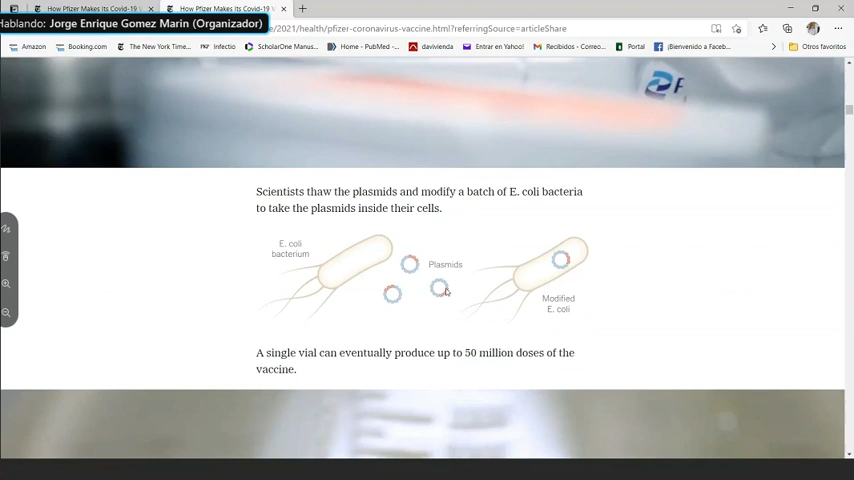 How Pfizer Makes Its Covid-19 V
How Pfizer Makes Its Covid-19 V
Hablando: Jorge Enrique Gomez Marin (Organizador)
/2021/health/pfizer-coronavirus-vaccine.html?referringSource=articleShare
Amazon
Booking.com
The New York Time...
Infectio
ScholarOne Manus...
Home - PubMed -...
davivienda
Entrar en Yahoo!
Recibidos - Correo...
Portal
¡Bienvenido a Faceb...
Otros favoritos
Scientists thaw the plasmids and modify a batch of E. coli bacteria
to take the plasmids inside their cells.
E. coli
bacterium
Plasmids
Modified
E. coli
A single vial can eventually produce up to 50 million doses of the
vaccine.